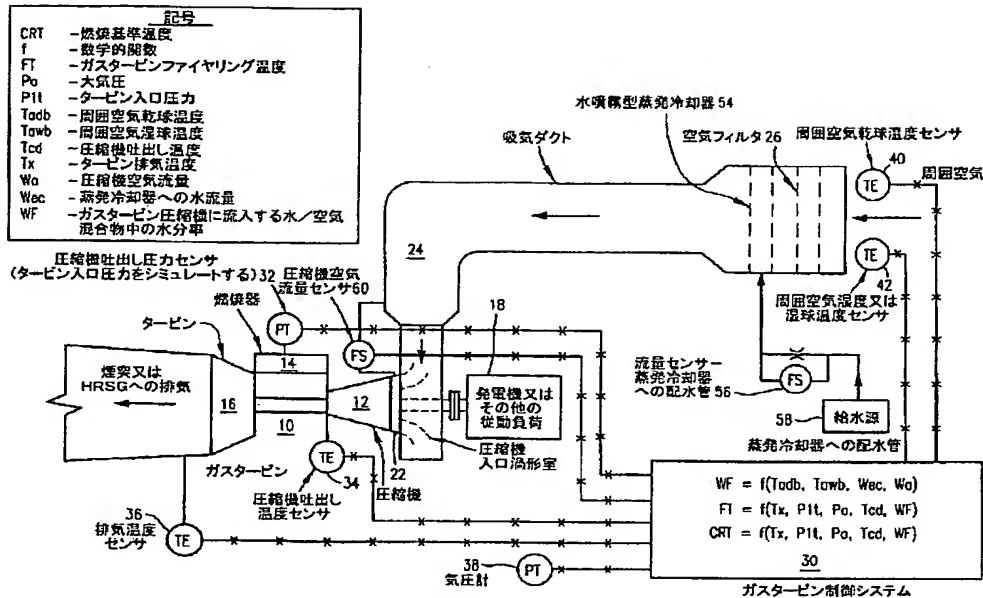 記号
CRT －燃焼基準温度
f －数学的関数
FT －ガスタービンファイヤリング温度
Pa －大気圧
Plt －タービン入口圧力
Tadb －周囲空気乾球温度
Tawb －周囲空気湿球温度
Tcd －圧縮機吐出し温度
Tx －タービン排気温度
Wa －圧縮機空気流量
Wec －蒸発冷却器への水流量
WF －ガスタービン圧縮機に流入する水／空気
混合物中の水分率
水噴霧型蒸発冷却器54
空気フィルタ26
周囲空気乾球温度センサ
吸気ダクト
40
TE
周囲空気
24
TE
42
周囲空気湿度又は
湿球温度センサ
圧縮機吐出し圧力センサ
(タービン入口圧力をシミュレートする)32
圧縮機空気
流量センサ60
燃焼器
タービン
PT
FS
18
煙突又は
HRSGへの排気
14
16
10
12
発電機又は
その他の
従動負荷
流量センサー
蒸発冷却器
への配水管56
FS
58
給水源
蒸発冷却器への配水管
ガスタービン
TE
34
22
圧縮機
圧縮機
入口渦形室
圧縮機吐出し
温度センサ
36
排気温度
センサ
TE
38
気圧計
PT
WF = f(Tadb, Tawb, Wec, Wa)
FT = f(Tx, Plt, Pa, Tcd, WF)
CRT = f(Tx, Plt, Pa, Tcd, WF)
30
ガスタービン制御システム